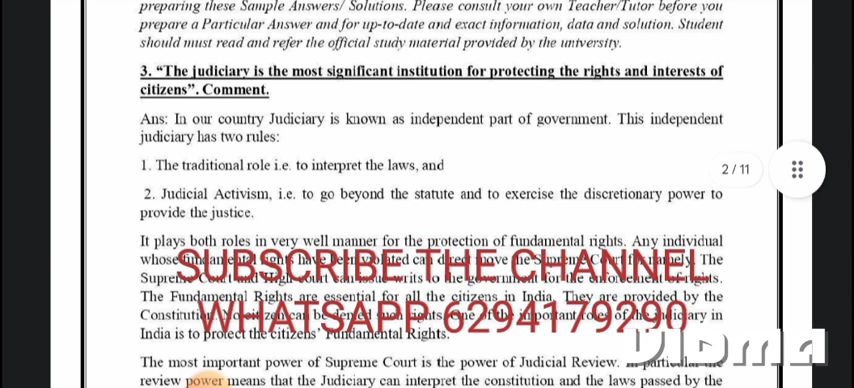 preparing these Sample Answers/ Solutions. Please consult your own Teacher/Tutor before you
prepare a Particular Answer and for up-to-date and exact information, data and solution. Student
should must read and refer the official study material provided by the university.
3. “The judiciary is the most significant institution for protecting the rights and interests of
citizens”. Comment.
Ans: In our country Judiciary is known as independent part of government. This independent
judiciary has two rules:
1. The traditional role i.e. to interpret the laws, and
2 / 11
2. Judicial Activism, i.e. to go beyond the statute and to exercise the discretionary power to
provide the justice.
It plays both roles in very well manner for the protection of fundamental rights. Any individual
whose fundamental rights have been violated can direct move the Supreme Court for remely. The
SUBSCRIBE THE CHANNEL
Supreme Court and High court can issue writs to the government for the enforcement of rights.
The Fundamental Rights are essential for all the citizens in India. They are provided by the
Constitution. No citizen can be denied such rights. One of the important roles of the judiciary in
WHATSAPP 6294179290
India is to protect the citizens’ Fundamental Rights.
The most important power of Supreme Court is the power of Judicial Review. In particular the
review power means that the Judiciary can interpret the constitution and the laws passed by the